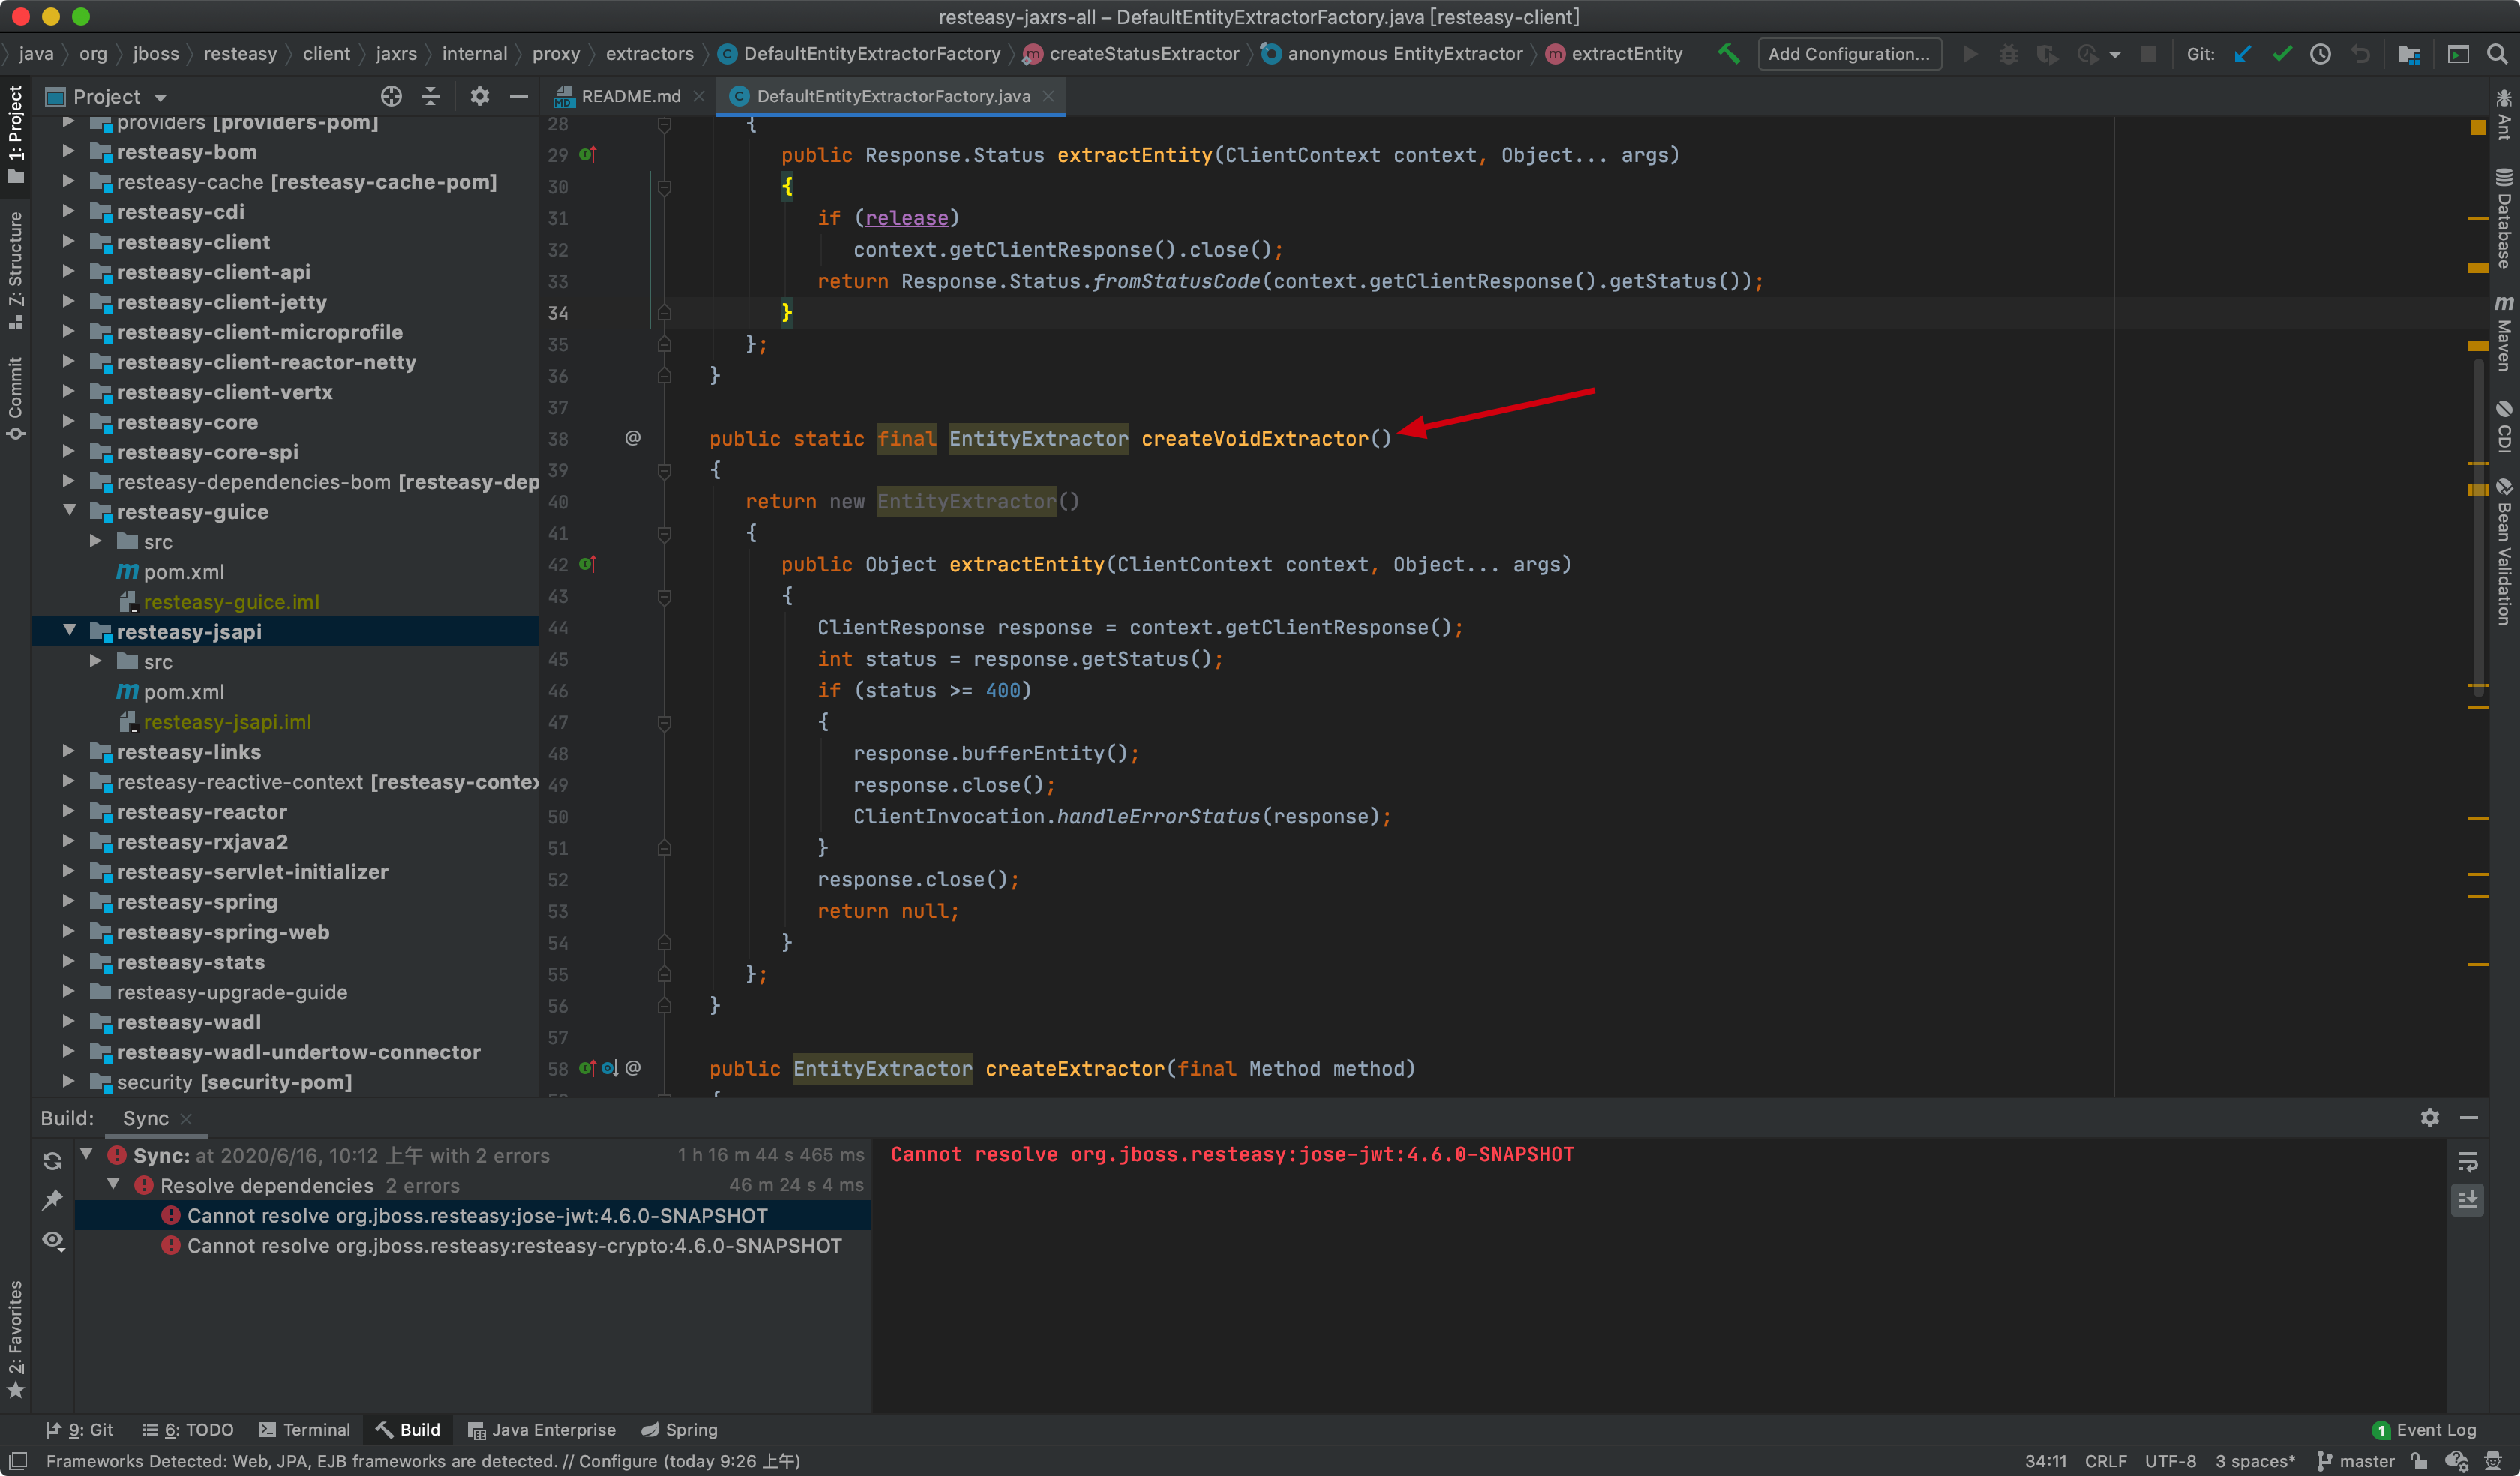 resteasy-jaxrs-all – DefaultEntityExtractorFactory.java [resteasy-client]
java org jboss resteasy client jaxrs internal proxy extractors DefaultEntityExtractorFactory createStatusExtractor anonymous EntityExtractor extractEntity Add Configuration... Git:
1: Project
7: Structure
Commit
2: Favorites
Project
providers [providers-pom]
resteasy-bom
resteasy-cache [resteasy-cache-pom]
resteasy-cdi
resteasy-client
resteasy-client-api
resteasy-client-jetty
resteasy-client-microprofile
resteasy-client-reactor-netty
resteasy-client-vertx
resteasy-core
resteasy-core-spi
resteasy-dependencies-bom [resteasy-dep
resteasy-guice
src
pom.xml
resteasy-guice.iml
resteasy-jsapi
src
pom.xml
resteasy-jsapi.iml
resteasy-links
resteasy-reactive-context [resteasy-contex
resteasy-reactor
resteasy-rxjava2
resteasy-servlet-initializer
resteasy-spring
resteasy-spring-web
resteasy-stats
resteasy-upgrade-guide
resteasy-wadl
resteasy-wadl-undertow-connector
security [security-pom]
README.md DefaultEntityExtractorFactory.java
28 {
29 public Response.Status extractEntity(ClientContext context, Object... args)
30 {
31 if (release)
32 context.getClientResponse().close();
33 return Response.Status.fromStatusCode(context.getClientResponse().getStatus());
34 }
35 };
36 }
37
38 @ public static final EntityExtractor createVoidExtractor()
39 {
40 return new EntityExtractor()
41 {
42 public Object extractEntity(ClientContext context, Object... args)
43 {
44 ClientResponse response = context.getClientResponse();
45 int status = response.getStatus();
46 if (status >= 400)
47 {
48 response.bufferEntity();
49 response.close();
50 ClientInvocation.handleErrorStatus(response);
51 }
52 response.close();
53 return null;
54 }
55 };
56 }
57
58 @ public EntityExtractor createExtractor(final Method method)
Ant
Database
Maven
CDI
Bean Validation
Build: Sync
Sync: at 2020/6/16, 10:12 上午 with 2 errors 1 h 16 m 44 s 465 ms
Resolve dependencies 2 errors 46 m 24 s 4 ms
Cannot resolve org.jboss.resteasy:jose-jwt:4.6.0-SNAPSHOT
Cannot resolve org.jboss.resteasy:resteasy-crypto:4.6.0-SNAPSHOT
Cannot resolve org.jboss.resteasy:jose-jwt:4.6.0-SNAPSHOT
9: Git 6: TODO Terminal Build Java Enterprise Spring 1 Event Log
Frameworks Detected: Web, JPA, EJB frameworks are detected. // Configure (today 9:26 上午) 34:11 CRLF UTF-8 3 spaces* master